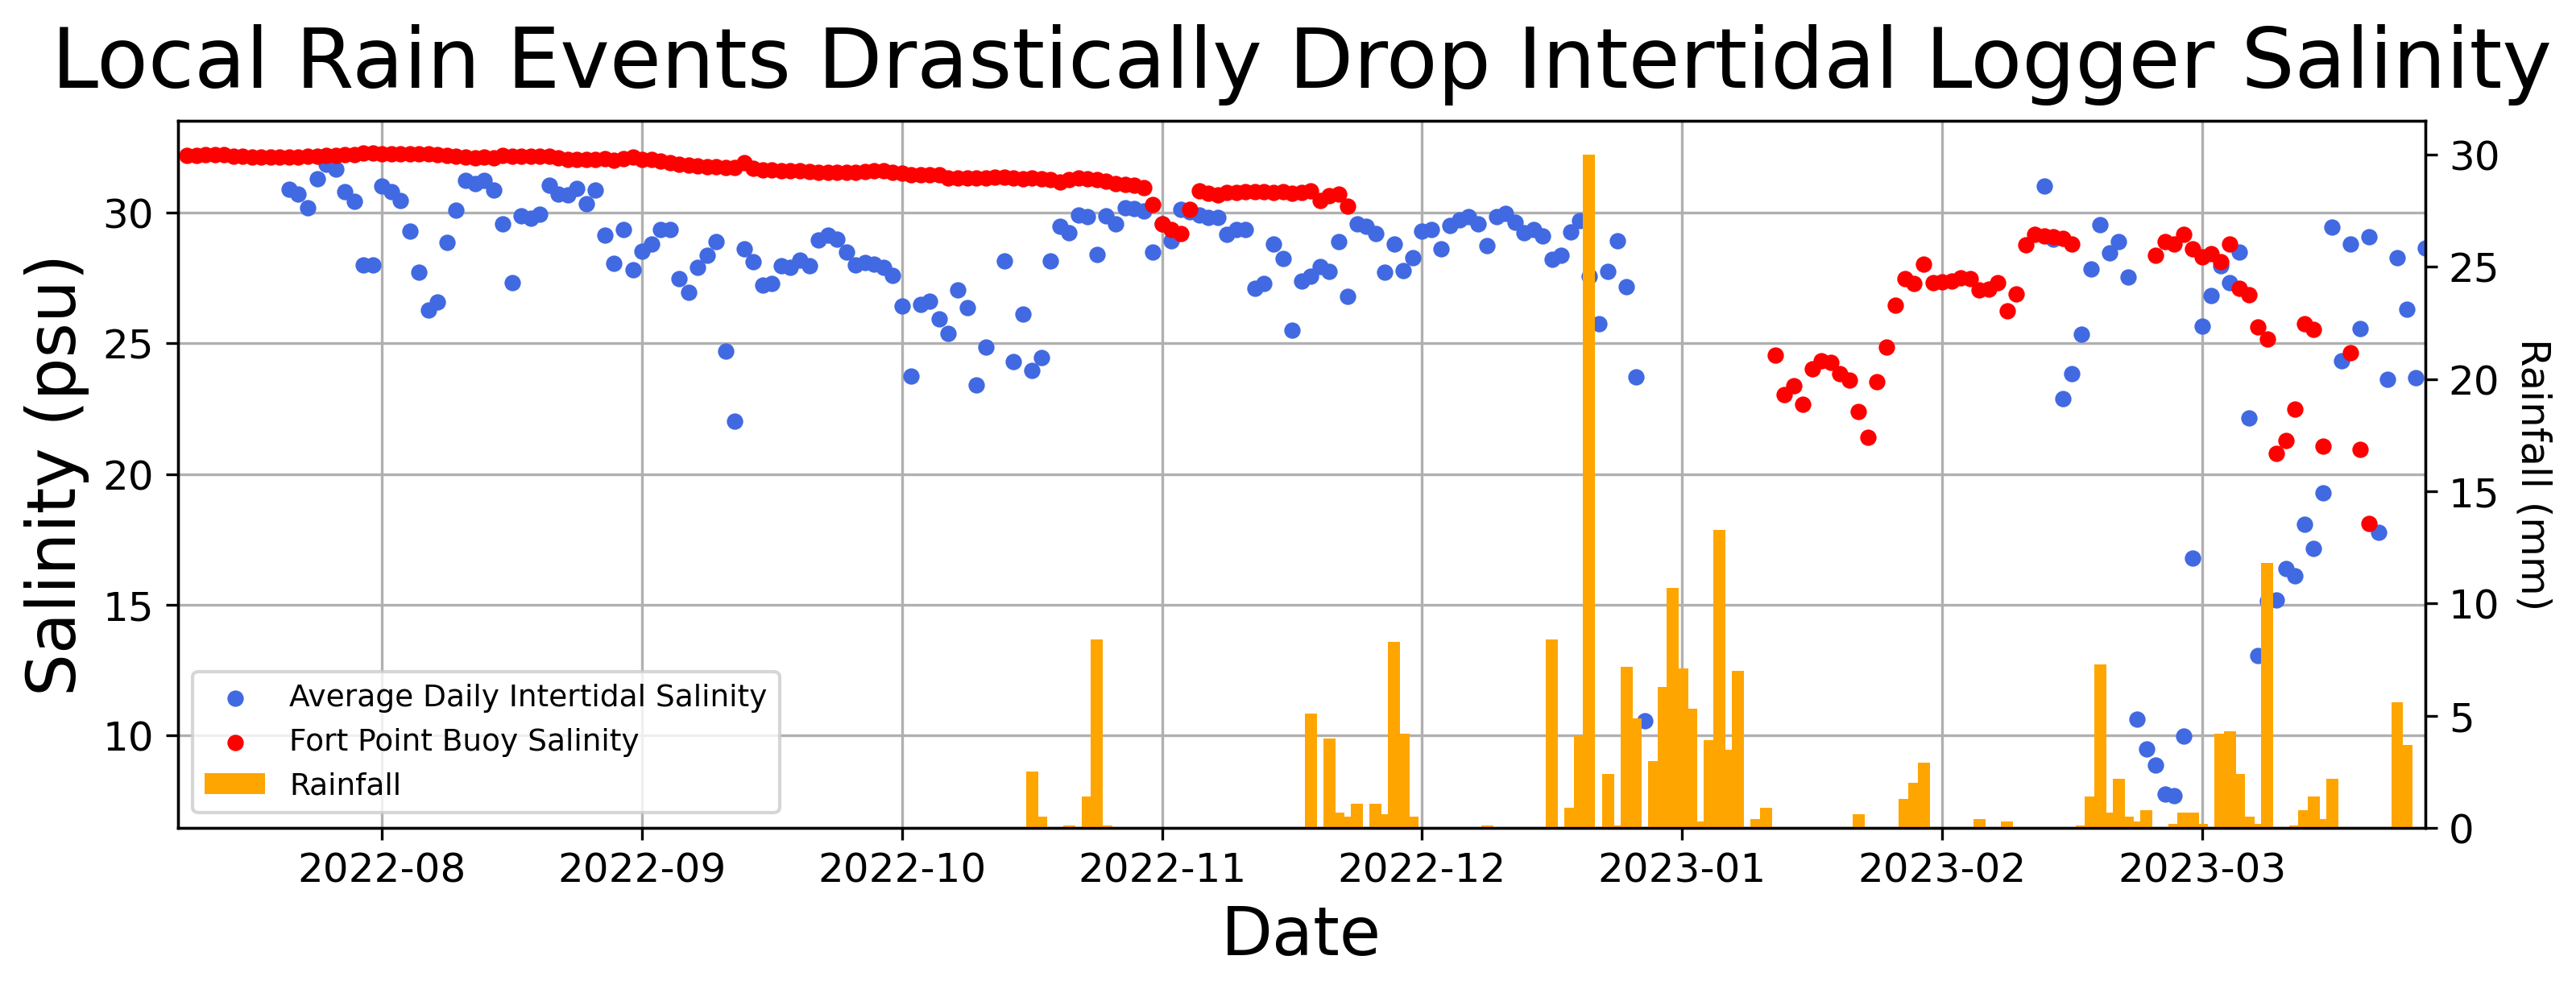 Local Rain Events Drastically Drop Intertidal Logger Salinity
Salinity (psu)
30
25
20
15
10
30
25
20
15
10
5
0
Rainfall (mm)
Average Daily Intertidal Salinity
Fort Point Buoy Salinity
Rainfall
2022-08
2022-09
2022-10
2022-11
2022-12
2023-01
2023-02
2023-03
Date